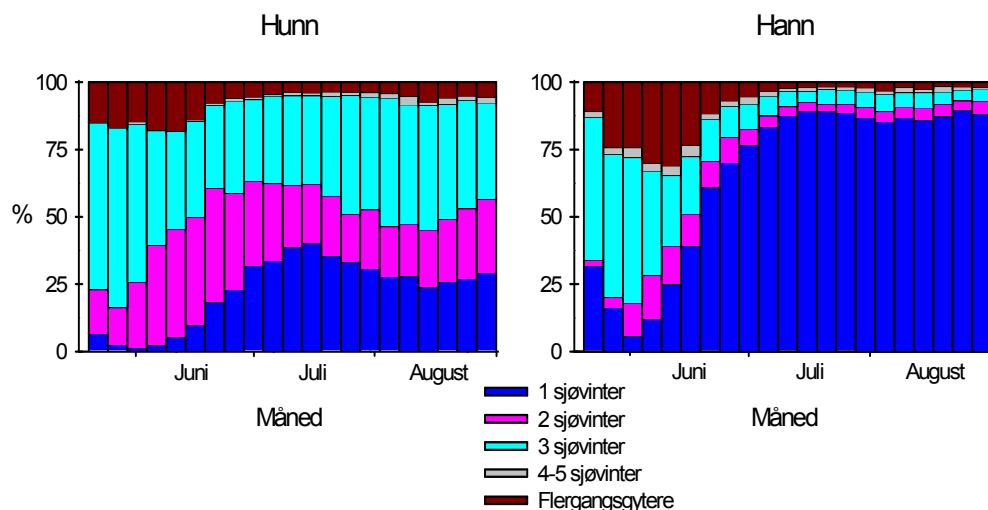 Hunn
Hann
100
75
%
50
25
0
Juni Juli August
Måned
100
75
50
25
0
Juni Juli August
Måned
1 sjøvinter
2 sjøvinter
3 sjøvinter
4-5 sjøvinter
Flergangsgytere